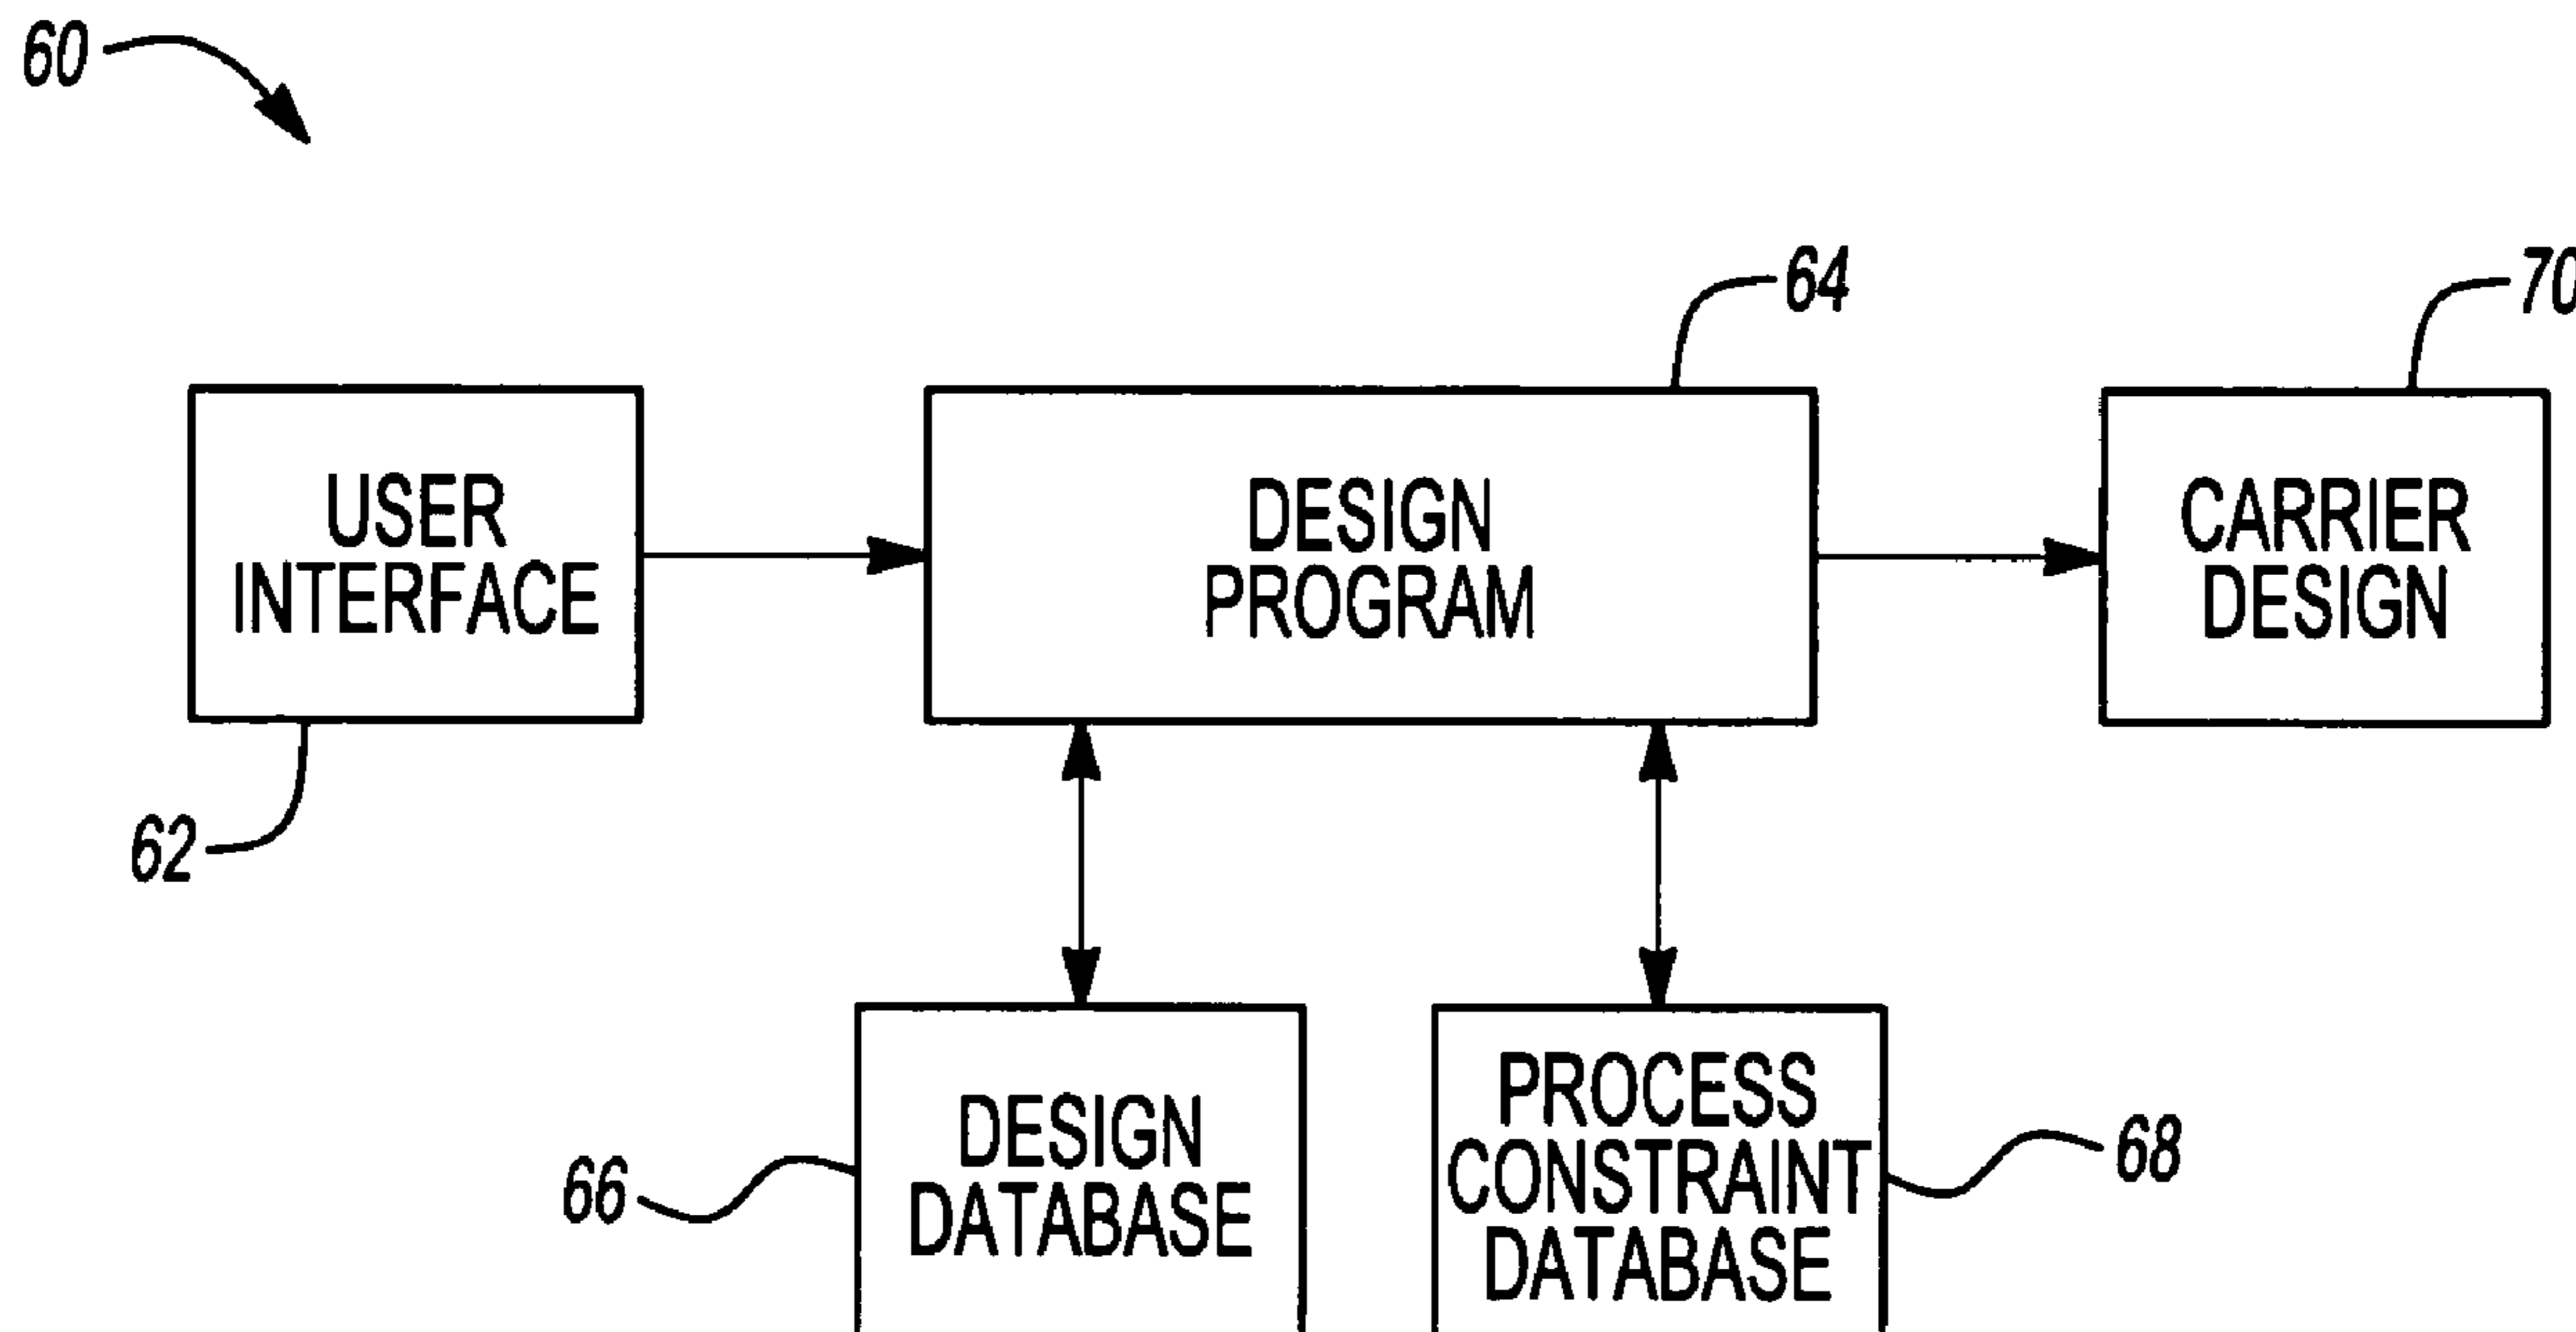 60
64
70
USER
INTERFACE
DESIGN
PROGRAM
CARRIER
DESIGN
62
DESIGN
DATABASE
PROCESS
CONSTRAINT
DATABASE
66
68